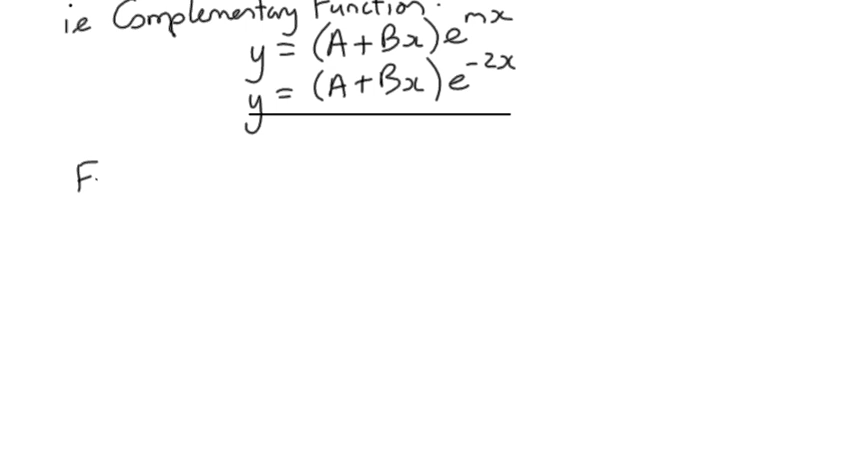 ie Complementary Function.
y = (A+Bx)e^mx
y = (A+Bx)e^-2x
F.